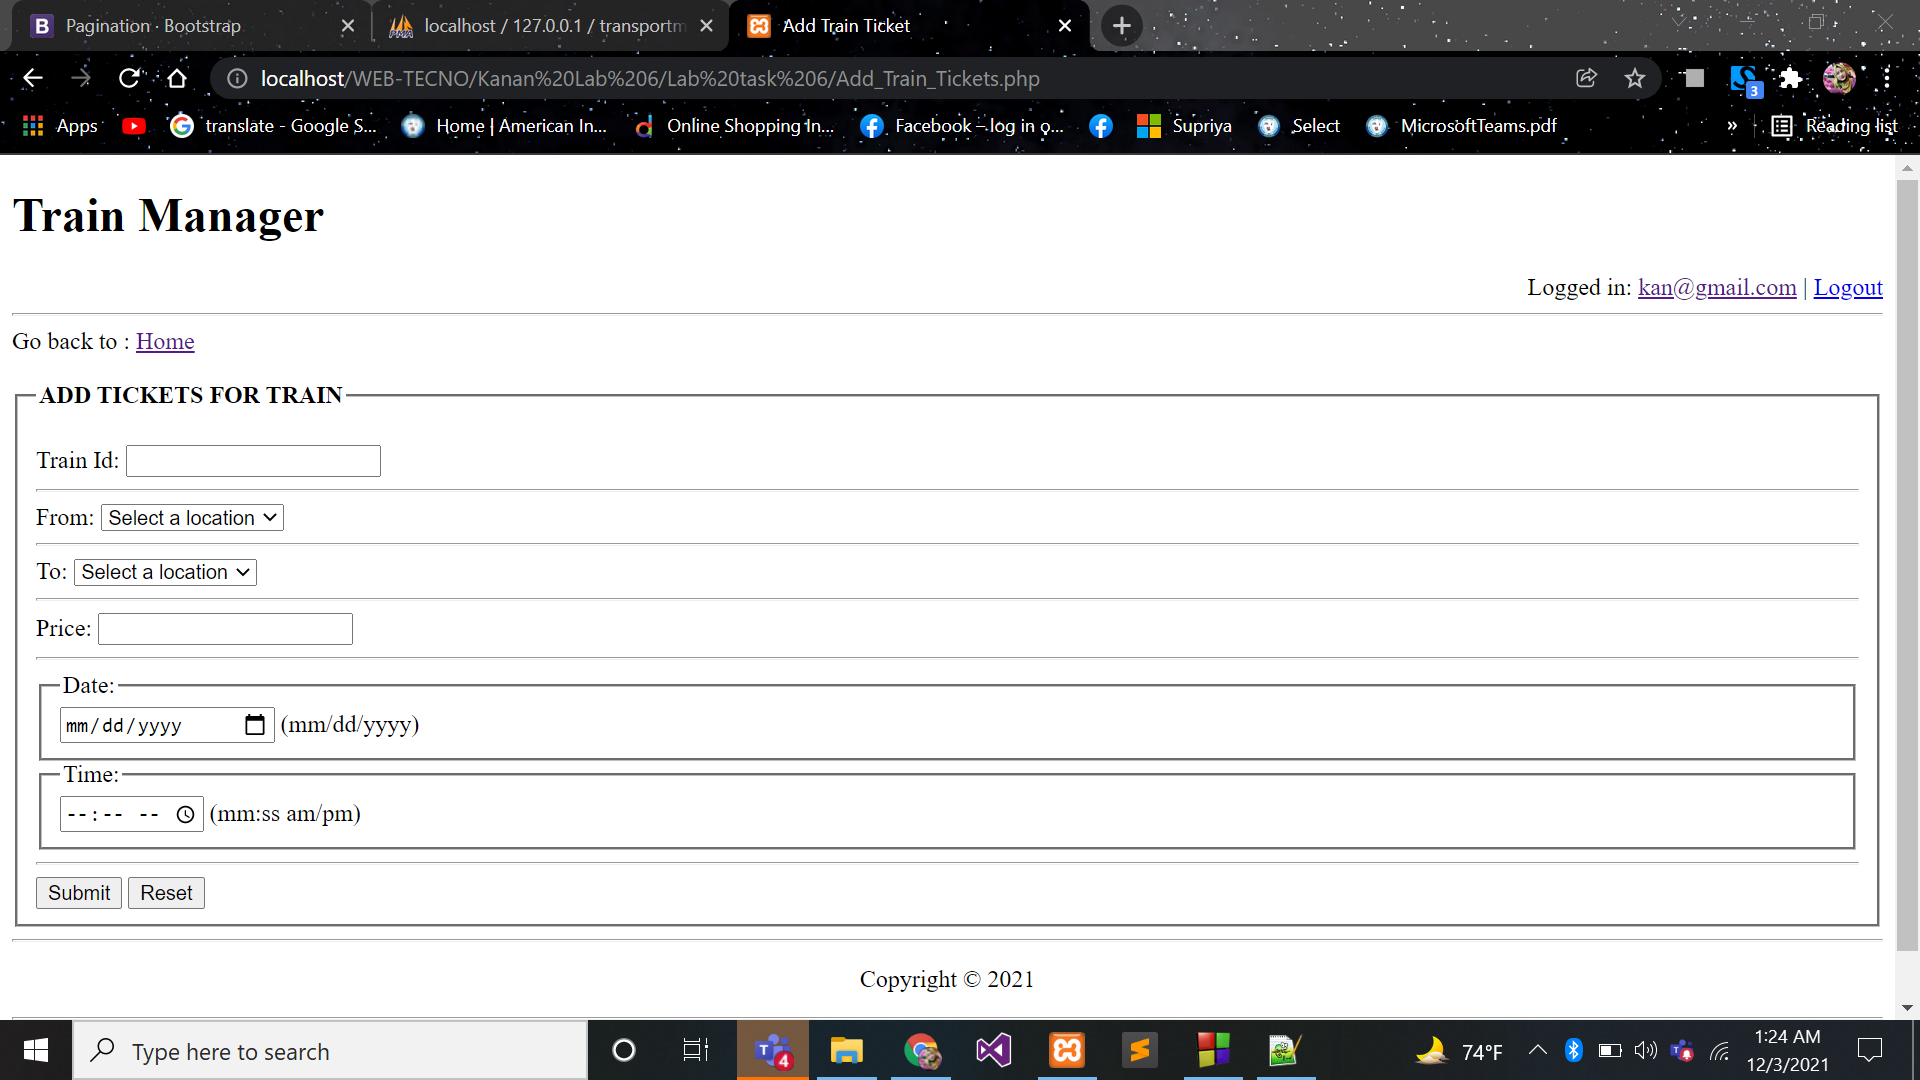 Pagination · Bootstrap
localhost / 127.0.0.1 / transportm
Add Train Ticket
localhost/WEB-TECNO/Kanan%20Lab%206/Lab%20task%206/Add_Train_Tickets.php
3
Apps
translate - Google S...
Home | American In...
Online Shopping In...
Facebook – log in o...
Supriya
Select
MicrosoftTeams.pdf
»
Reading list
Train Manager
Logged in: kan@gmail.com | Logout
Go back to : Home
ADD TICKETS FOR TRAIN
Train Id:
From: Select a location
To: Select a location
Price:
Date:
mm/dd/yyyy (mm/dd/yyyy)
Time:
--:-- -- (mm:ss am/pm)
Submit Reset
Copyright © 2021
Type here to search
4
74°F
1:24 AM
12/3/2021